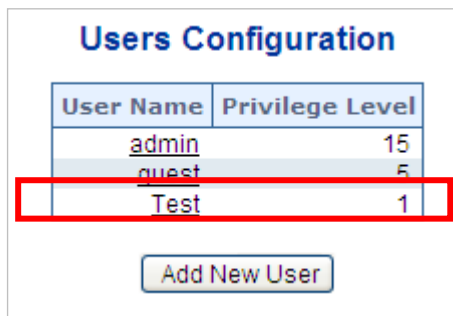 Users Configuration
User Name Privilege Level
admin 15
guest 5
Test 1
Add New User